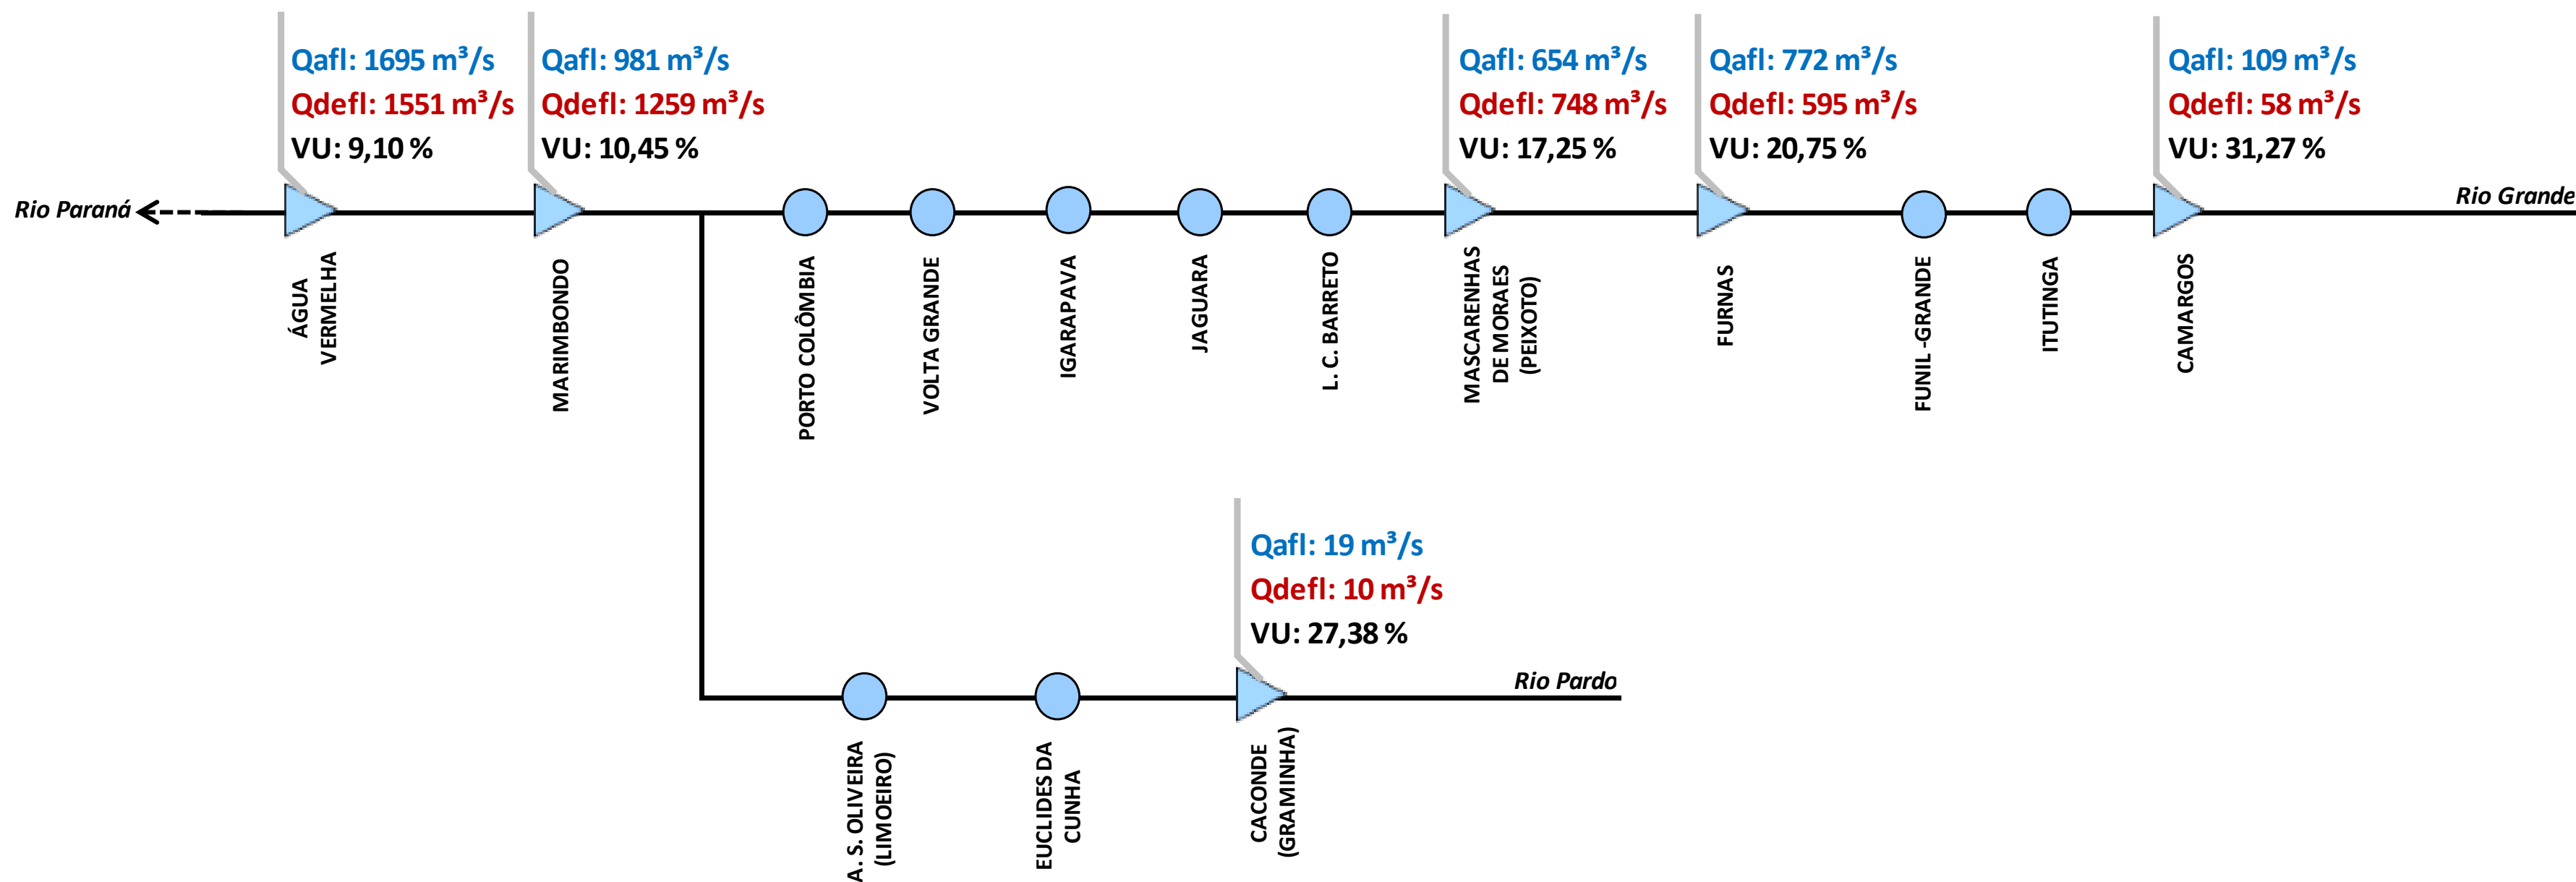 Qafl: 1695 m³/s
Qdefl: 1551 m³/s
VU: 9,10 %
Qafl: 981 m³/s
Qdefl: 1259 m³/s
VU: 10,45 %
Qafl: 654 m³/s
Qdefl: 748 m³/s
VU: 17,25 %
Qafl: 772 m³/s
Qdefl: 595 m³/s
VU: 20,75 %
Qafl: 109 m³/s
Qdefl: 58 m³/s
VU: 31,27 %
Rio Paraná
Rio Grande
ÁGUA
VERMELHA
MARIMBONDO
PORTO COLÔMBIA
VOLTA GRANDE
IGARAPAVA
JAGUARA
L. C. BARRETO
MASCARENHAS
DE MORAES
(PEIXOTO)
FURNAS
FUNIL -GRANDE
ITUTINGA
CAMARGOS
Qafl: 19 m³/s
Qdefl: 10 m³/s
VU: 27,38 %
Rio Pardo
A. S. OLIVEIRA
(LIMOEIRO)
EUCLIDES DA
CUNHA
CACONDE
(GRAMINHA)